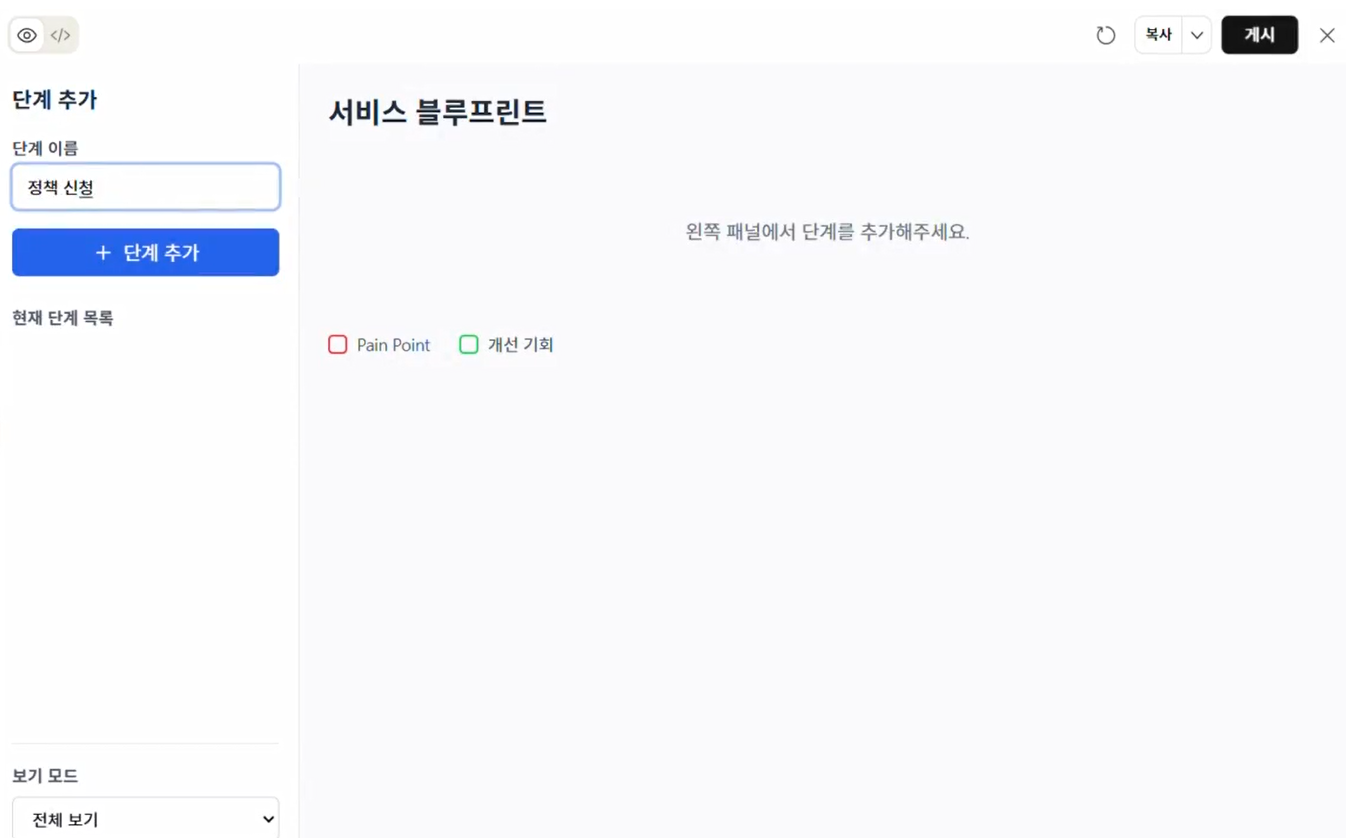 </>
복사
게시
단계 추가
단계 이름
정책 신청
+ 단계 추가
현재 단계 목록
보기 모드
전체 보기
서비스 블루프린트
왼쪽 패널에서 단계를 추가해주세요.
Pain Point
개선 기회